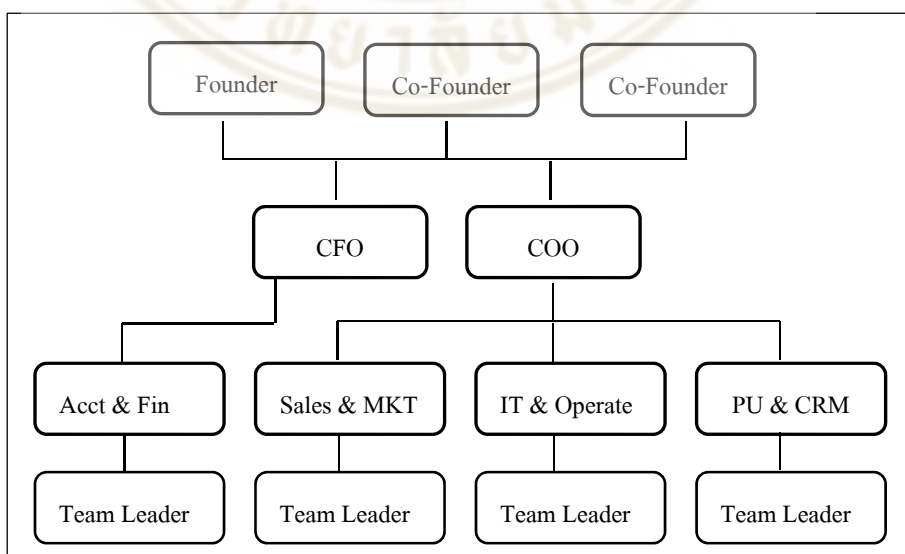 Founder
Co-Founder
Co-Founder
CFO
COO
Acct & Fin
Sales & MKT
IT & Operate
PU & CRM
Team Leader
Team Leader
Team Leader
Team Leader